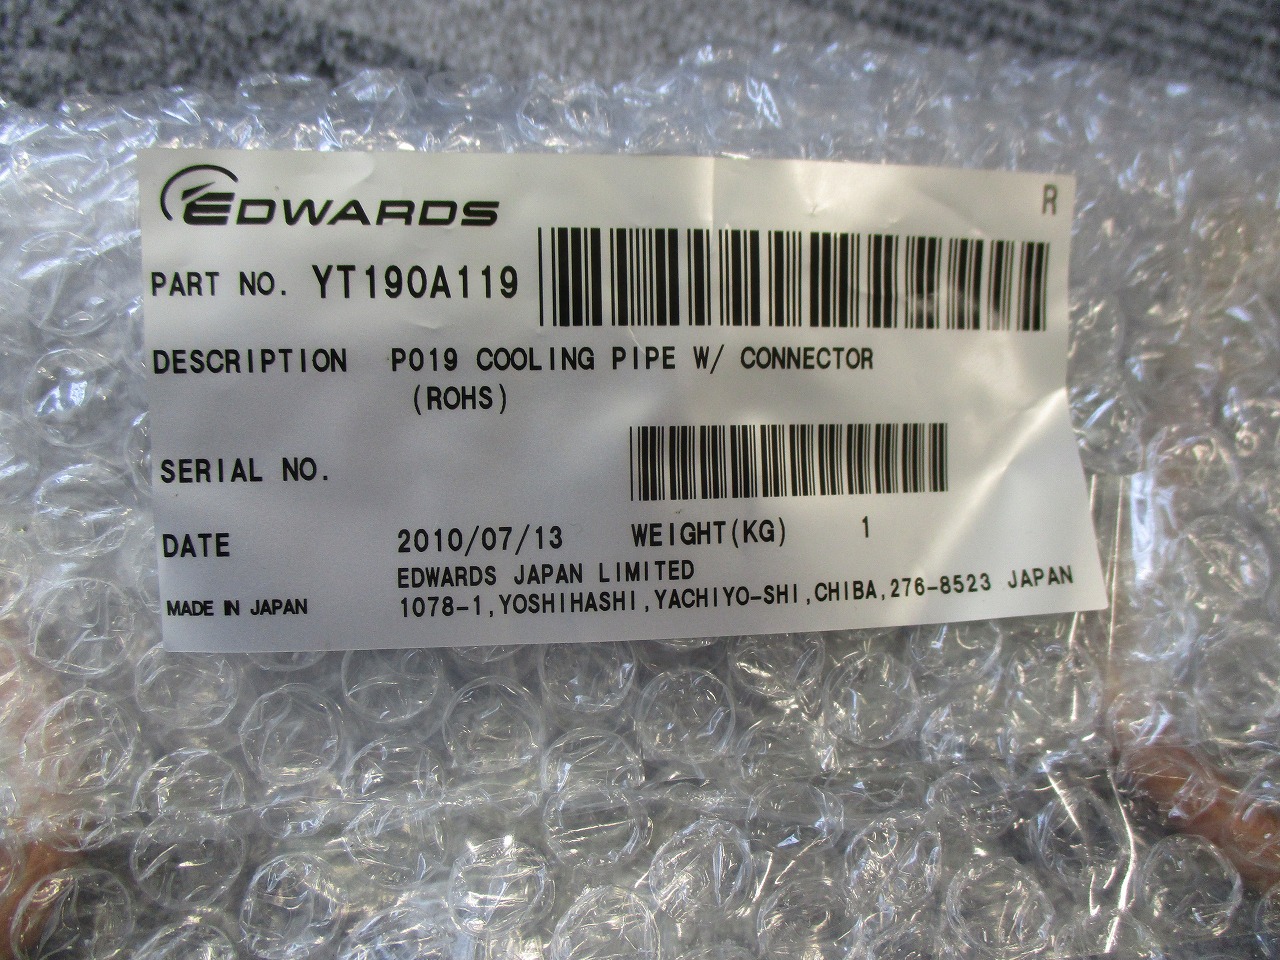 EDWARDS
R
PART NO. YT190A119
DESCRIPTION P019 COOLING PIPE W/ CONNECTOR
(ROHS)
SERIAL NO.
DATE 2010/07/13 WEIGHT(KG) 1
EDWARDS JAPAN LIMITED
MADE IN JAPAN 1078-1,YOSHIHASHI,YACHIYO-SHI,CHIBA,276-8523 JAPAN